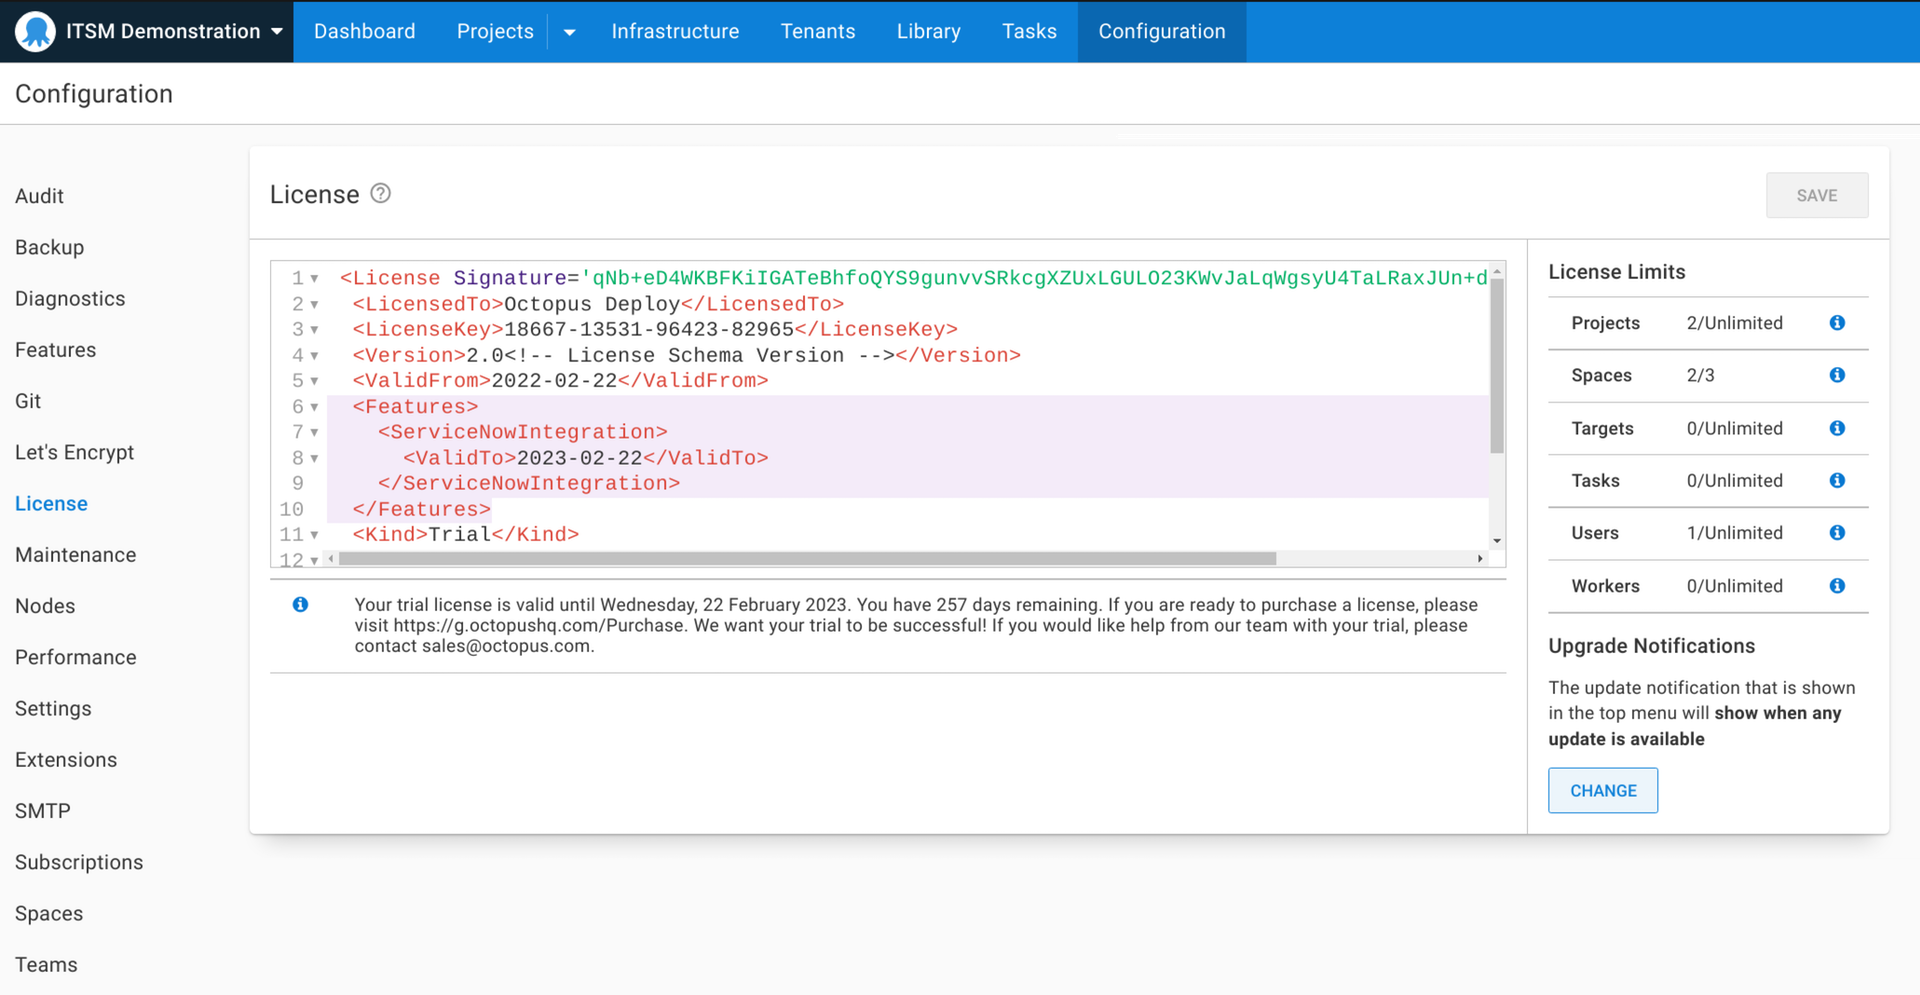 ITSM Demonstration
Dashboard
Projects
Infrastructure
Tenants
Library
Tasks
Configuration
Configuration
Audit
Backup
Diagnostics
Features
Git
Let's Encrypt
License
Maintenance
Nodes
Performance
Settings
Extensions
SMTP
Subscriptions
Spaces
Teams
License ?
SAVE
1 <License Signature='qNb+eD4WKBFKiIGATeBhfoQYS9gunvvSRkcgXZUxLGULO23KWvJaLqWgsyU4TaLRaxJUn+d
2 <LicensedTo>Octopus Deploy</LicensedTo>
3 <LicenseKey>18667-13531-96423-82965</LicenseKey>
4 <Version>2.0<!-- License Schema Version --></Version>
5 <ValidFrom>2022-02-22</ValidFrom>
6 <Features>
7 <ServiceNowIntegration>
8 <ValidTo>2023-02-22</ValidTo>
9 </ServiceNowIntegration>
10 </Features>
11 <Kind>Trial</Kind>
12
Your trial license is valid until Wednesday, 22 February 2023. You have 257 days remaining. If you are ready to purchase a license, please
visit https://g.octopushq.com/Purchase. We want your trial to be successful! If you would like help from our team with your trial, please
contact sales@octopus.com.
License Limits
Projects 2/Unlimited
Spaces 2/3
Targets 0/Unlimited
Tasks 0/Unlimited
Users 1/Unlimited
Workers 0/Unlimited
Upgrade Notifications
The update notification that is shown
in the top menu will show when any
update is available
CHANGE